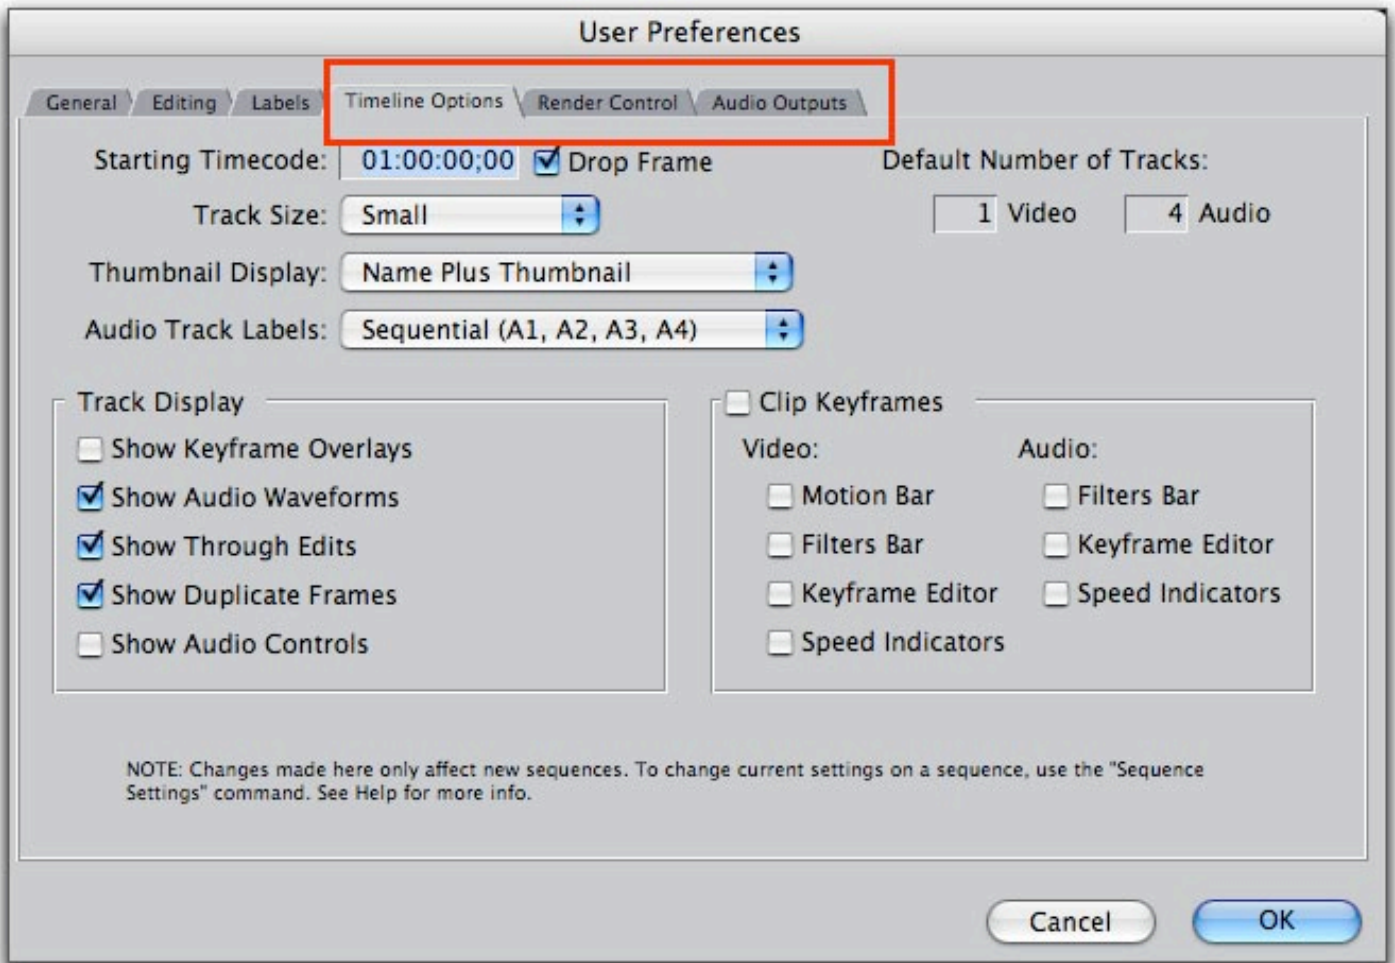 User Preferences
General Editing Labels Timeline Options Render Control Audio Outputs
Starting Timecode: 01:00:00;00 Drop Frame Default Number of Tracks:
Track Size: Small 1 Video 4 Audio
Thumbnail Display: Name Plus Thumbnail
Audio Track Labels: Sequential (A1, A2, A3, A4)
Track Display
Show Keyframe Overlays
Show Audio Waveforms
Show Through Edits
Show Duplicate Frames
Show Audio Controls
Clip Keyframes
Video: Audio:
Motion Bar Filters Bar
Filters Bar Keyframe Editor
Keyframe Editor Speed Indicators
Speed Indicators
NOTE: Changes made here only affect new sequences. To change current settings on a sequence, use the "Sequence
Settings" command. See Help for more info.
Cancel OK